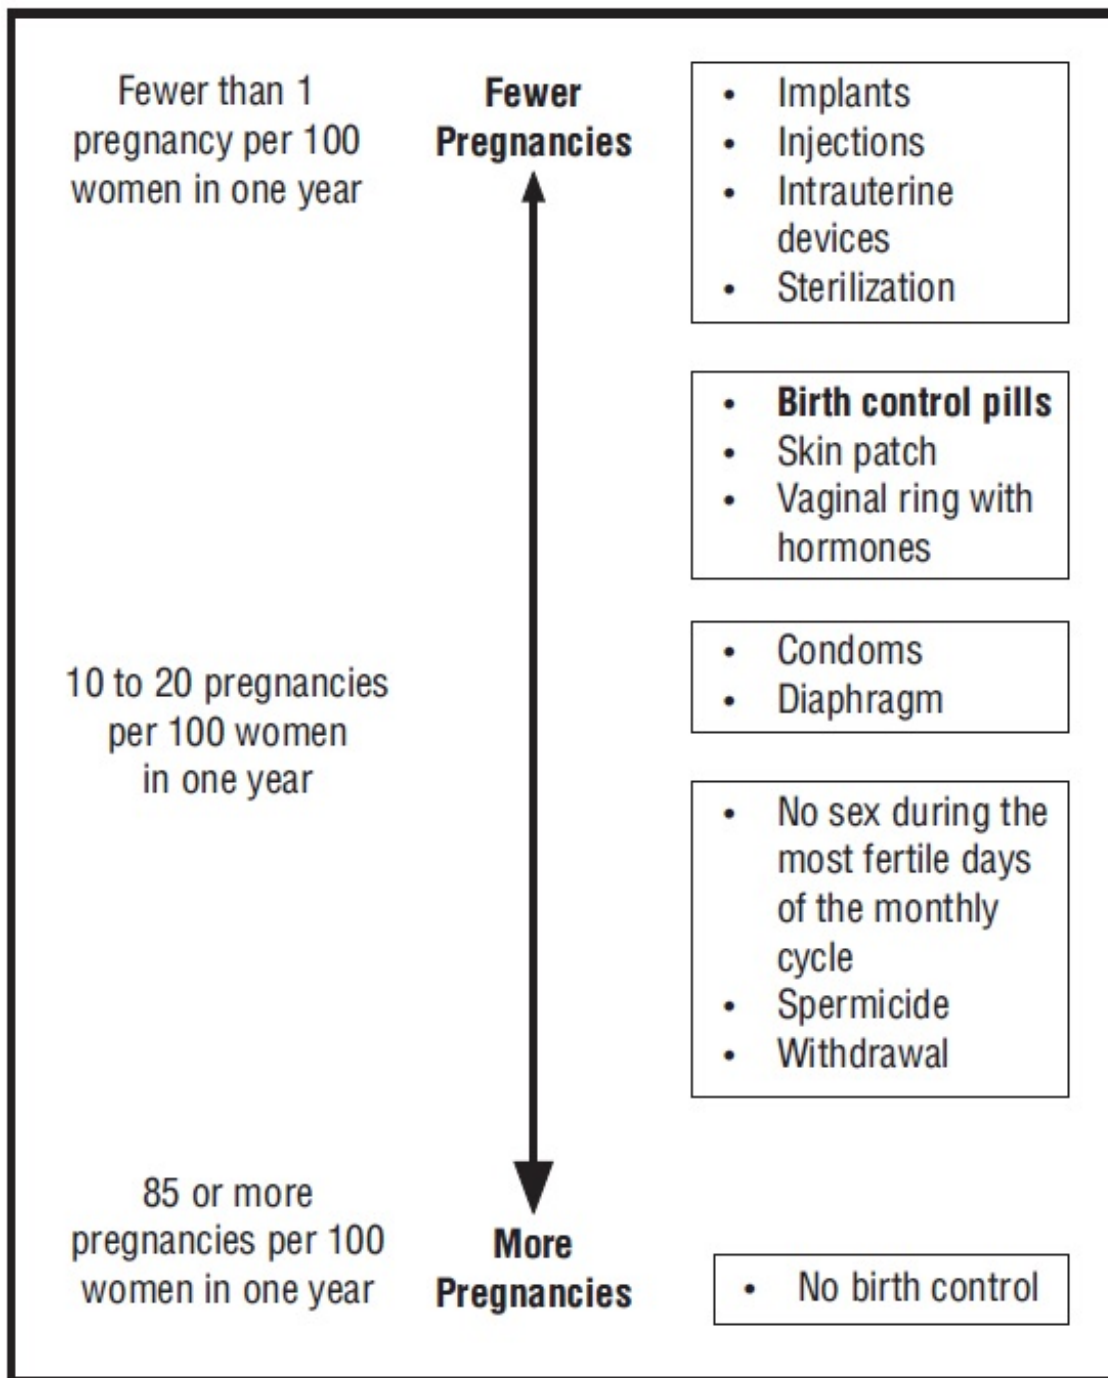 Fewer than 1
pregnancy per 100
women in one year
Fewer
Pregnancies
• Implants
• Injections
• Intrauterine
devices
• Sterilization
• Birth control pills
• Skin patch
• Vaginal ring with
hormones
10 to 20 pregnancies
per 100 women
in one year
• Condoms
• Diaphragm
• No sex during the
most fertile days
of the monthly
cycle
• Spermicide
• Withdrawal
85 or more
pregnancies per 100
women in one year
More
Pregnancies
• No birth control